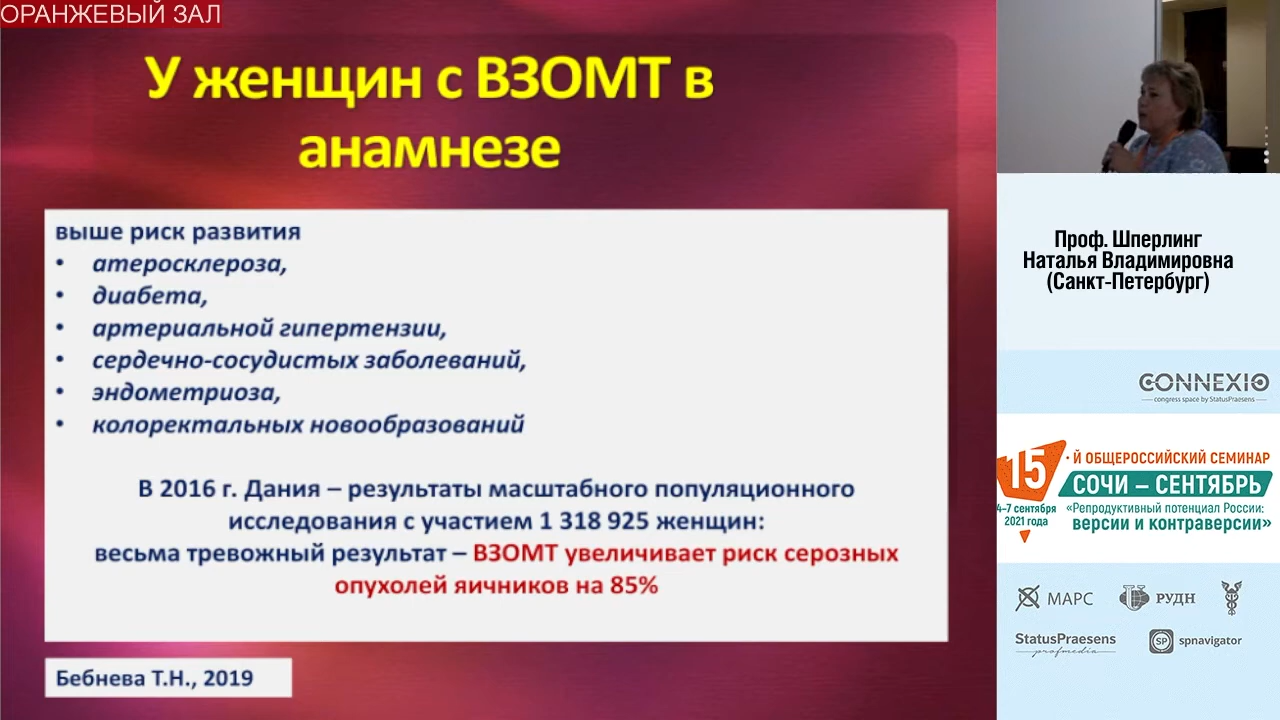 ОРАНЖЕВЫЙ ЗАЛ
У женщин с ВЗОМТ в
анамнезе
выше риск развития
• атеросклероза,
• диабета,
• артериальной гипертензии,
• сердечно-сосудистых заболеваний,
• эндометриоза,
• колоректальных новообразований
В 2016 г. Дания – результаты масштабного популяционного
исследования с участием 1 318 925 женщин:
весьма тревожный результат – ВЗОМТ увеличивает риск серозных
опухолей яичников на 85%
Бебнева Т.Н., 2019
Проф. Шперлинг
Наталья Владимировна
(Санкт-Петербург)
CONNEXIO
congress space by StatusPraesens
15-й ОБЩЕРОССИЙСКИЙ СЕМИНАР
СОЧИ – СЕНТЯБРЬ
4–7 сентября
2021 года
«Репродуктивный потенциал России:
версии и контраверсии»
МАРС
РУДН
StatusPraesens
profmedia
SP spnavigator